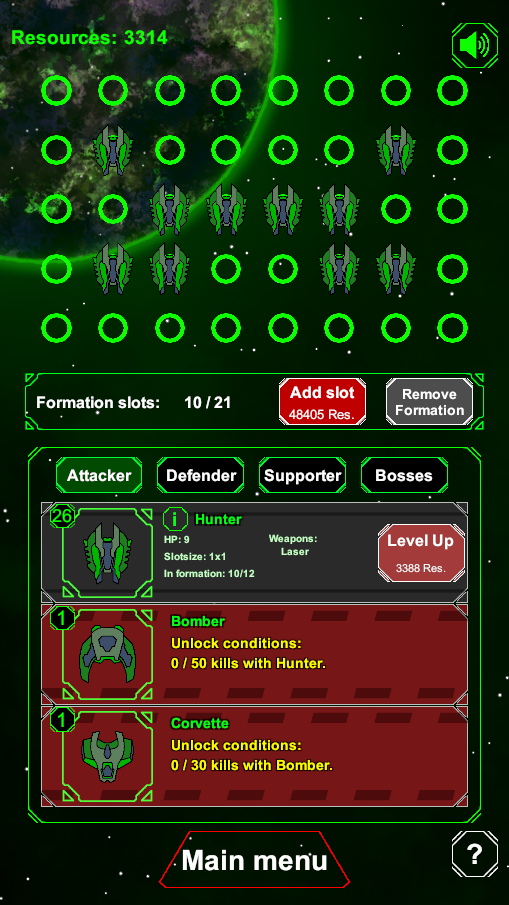 Resources: 3314
Formation slots: 10 / 21
Add slot
48405 Res.
Remove
Formation
Attacker
Defender
Supporter
Bosses
26
i
Hunter
HP: 9
Slotsize: 1x1
In formation: 10/12
Weapons:
Laser
Level Up
3388 Res.
1
Bomber
Unlock conditions:
0 / 50 kills with Hunter.
1
Corvette
Unlock conditions:
0 / 30 kills with Bomber.
Main menu
?